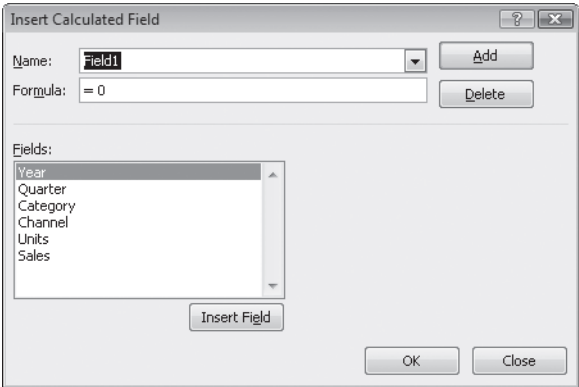 Insert Calculated Field
Name: Field1 Add
Formula: = 0 Delete
Fields:
Year
Quarter
Category
Channel
Units
Sales
Insert Field
OK Close